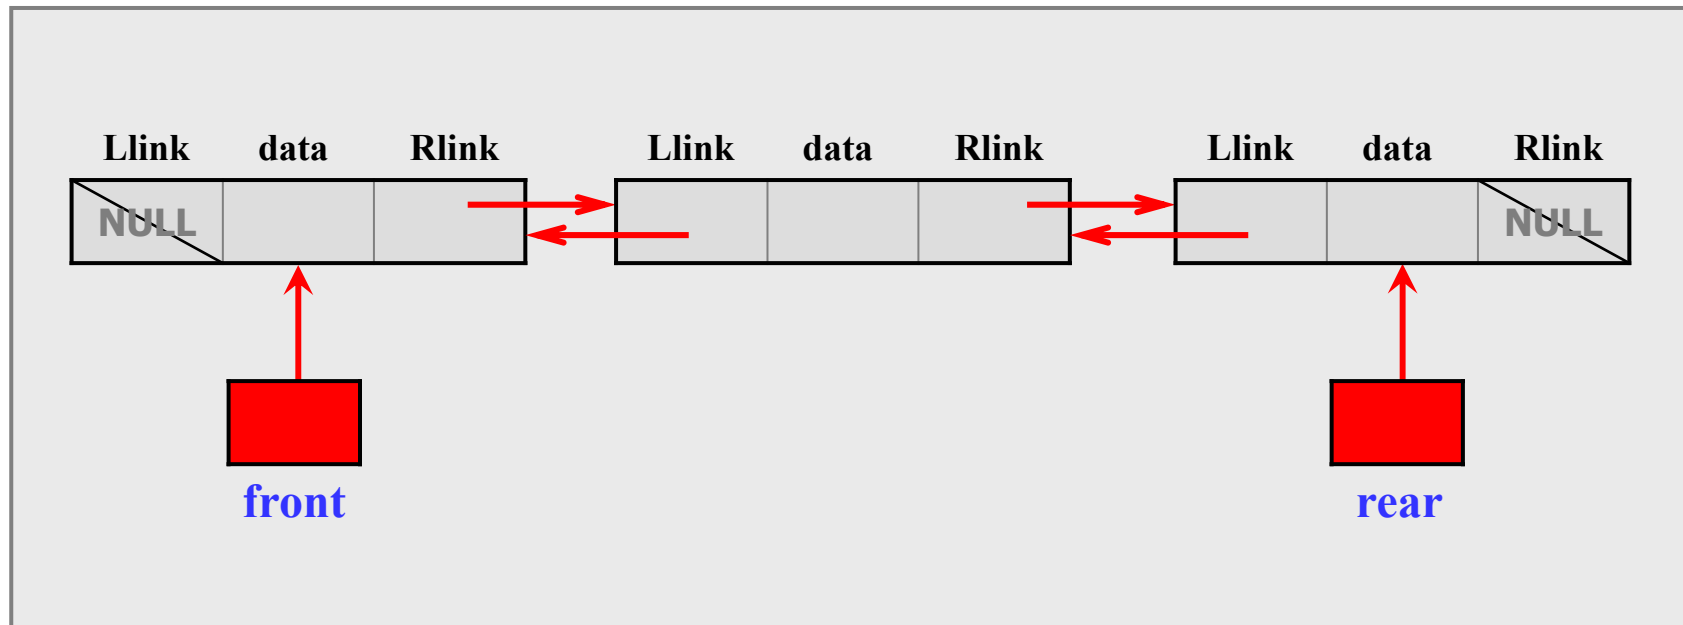 Llink data Rlink Llink data Rlink Llink data Rlink
NULL NULL
front rear